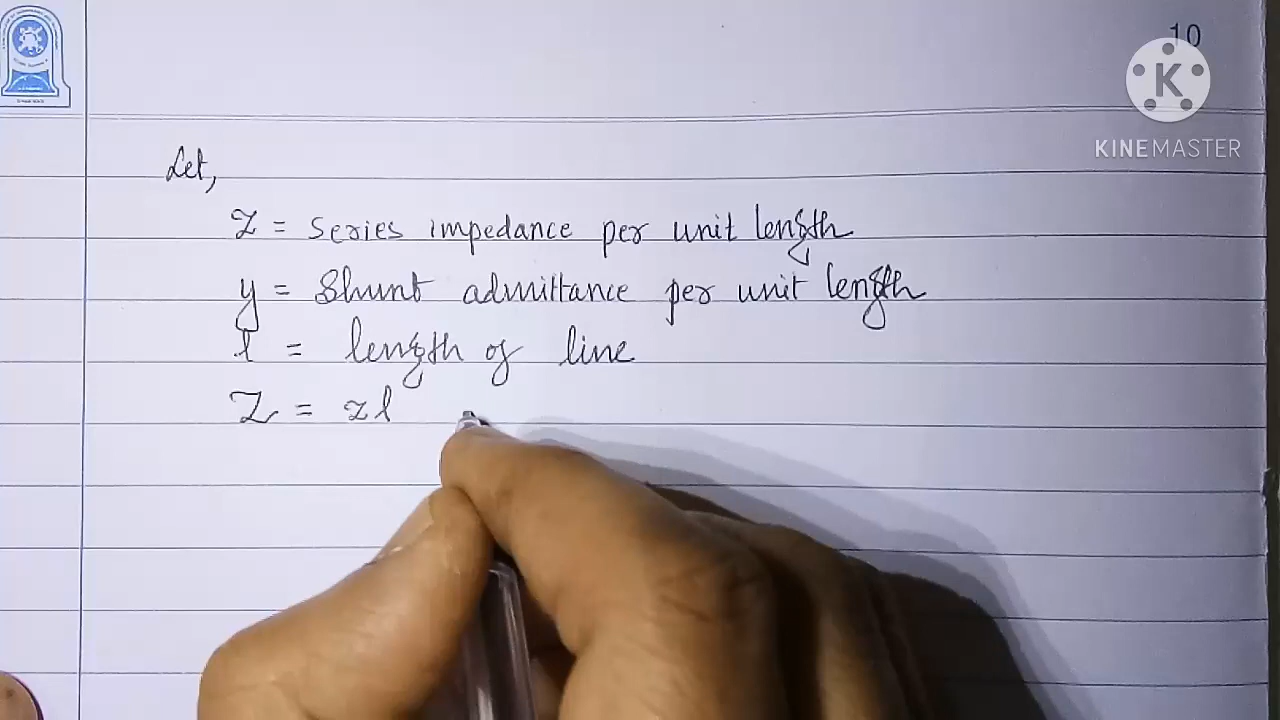 10
K
KINEMASTER
Let,
z = series impedance per unit length
y = Shunt admittance per unit length
l = length of line
Z = zl